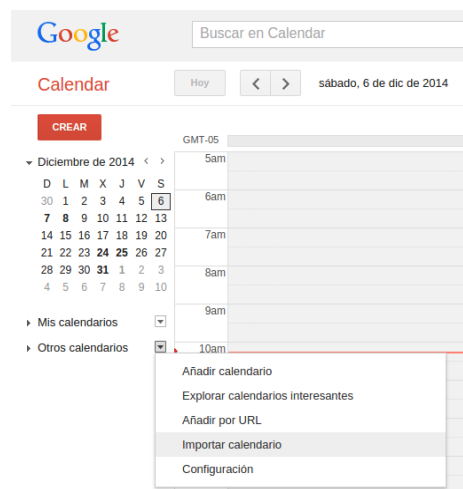 Google
Buscar en Calendar
Calendar
Hoy
sábado, 6 de dic de 2014
CREAR
GMT-05
Diciembre de 2014
D L M X J V S
30 1 2 3 4 5 6
7 8 9 10 11 12 13
14 15 16 17 18 19 20
21 22 23 24 25 26 27
28 29 30 31 1 2 3
4 5 6 7 8 9 10
Mis calendarios
Otros calendarios
5am
6am
7am
8am
9am
10am
Añadir calendario
Explorar calendarios interesantes
Añadir por URL
Importar calendario
Configuración